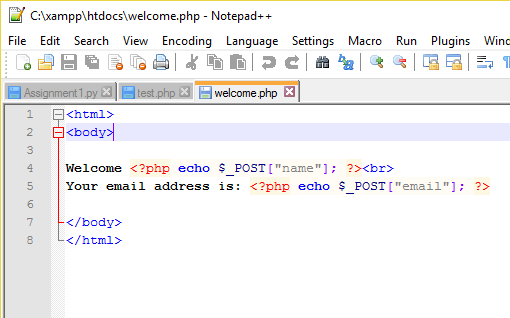 C:\xampp\htdocs\welcome.php - Notepad++
File Edit Search View Encoding Language Settings Macro Run Plugins
Assignment1.py test.php welcome.php
1 <html>
2 <body>
3
4 Welcome <?php echo $_POST["name"]; ?><br>
5 Your email address is: <?php echo $_POST["email"]; ?>
6
7 </body>
8 </html>